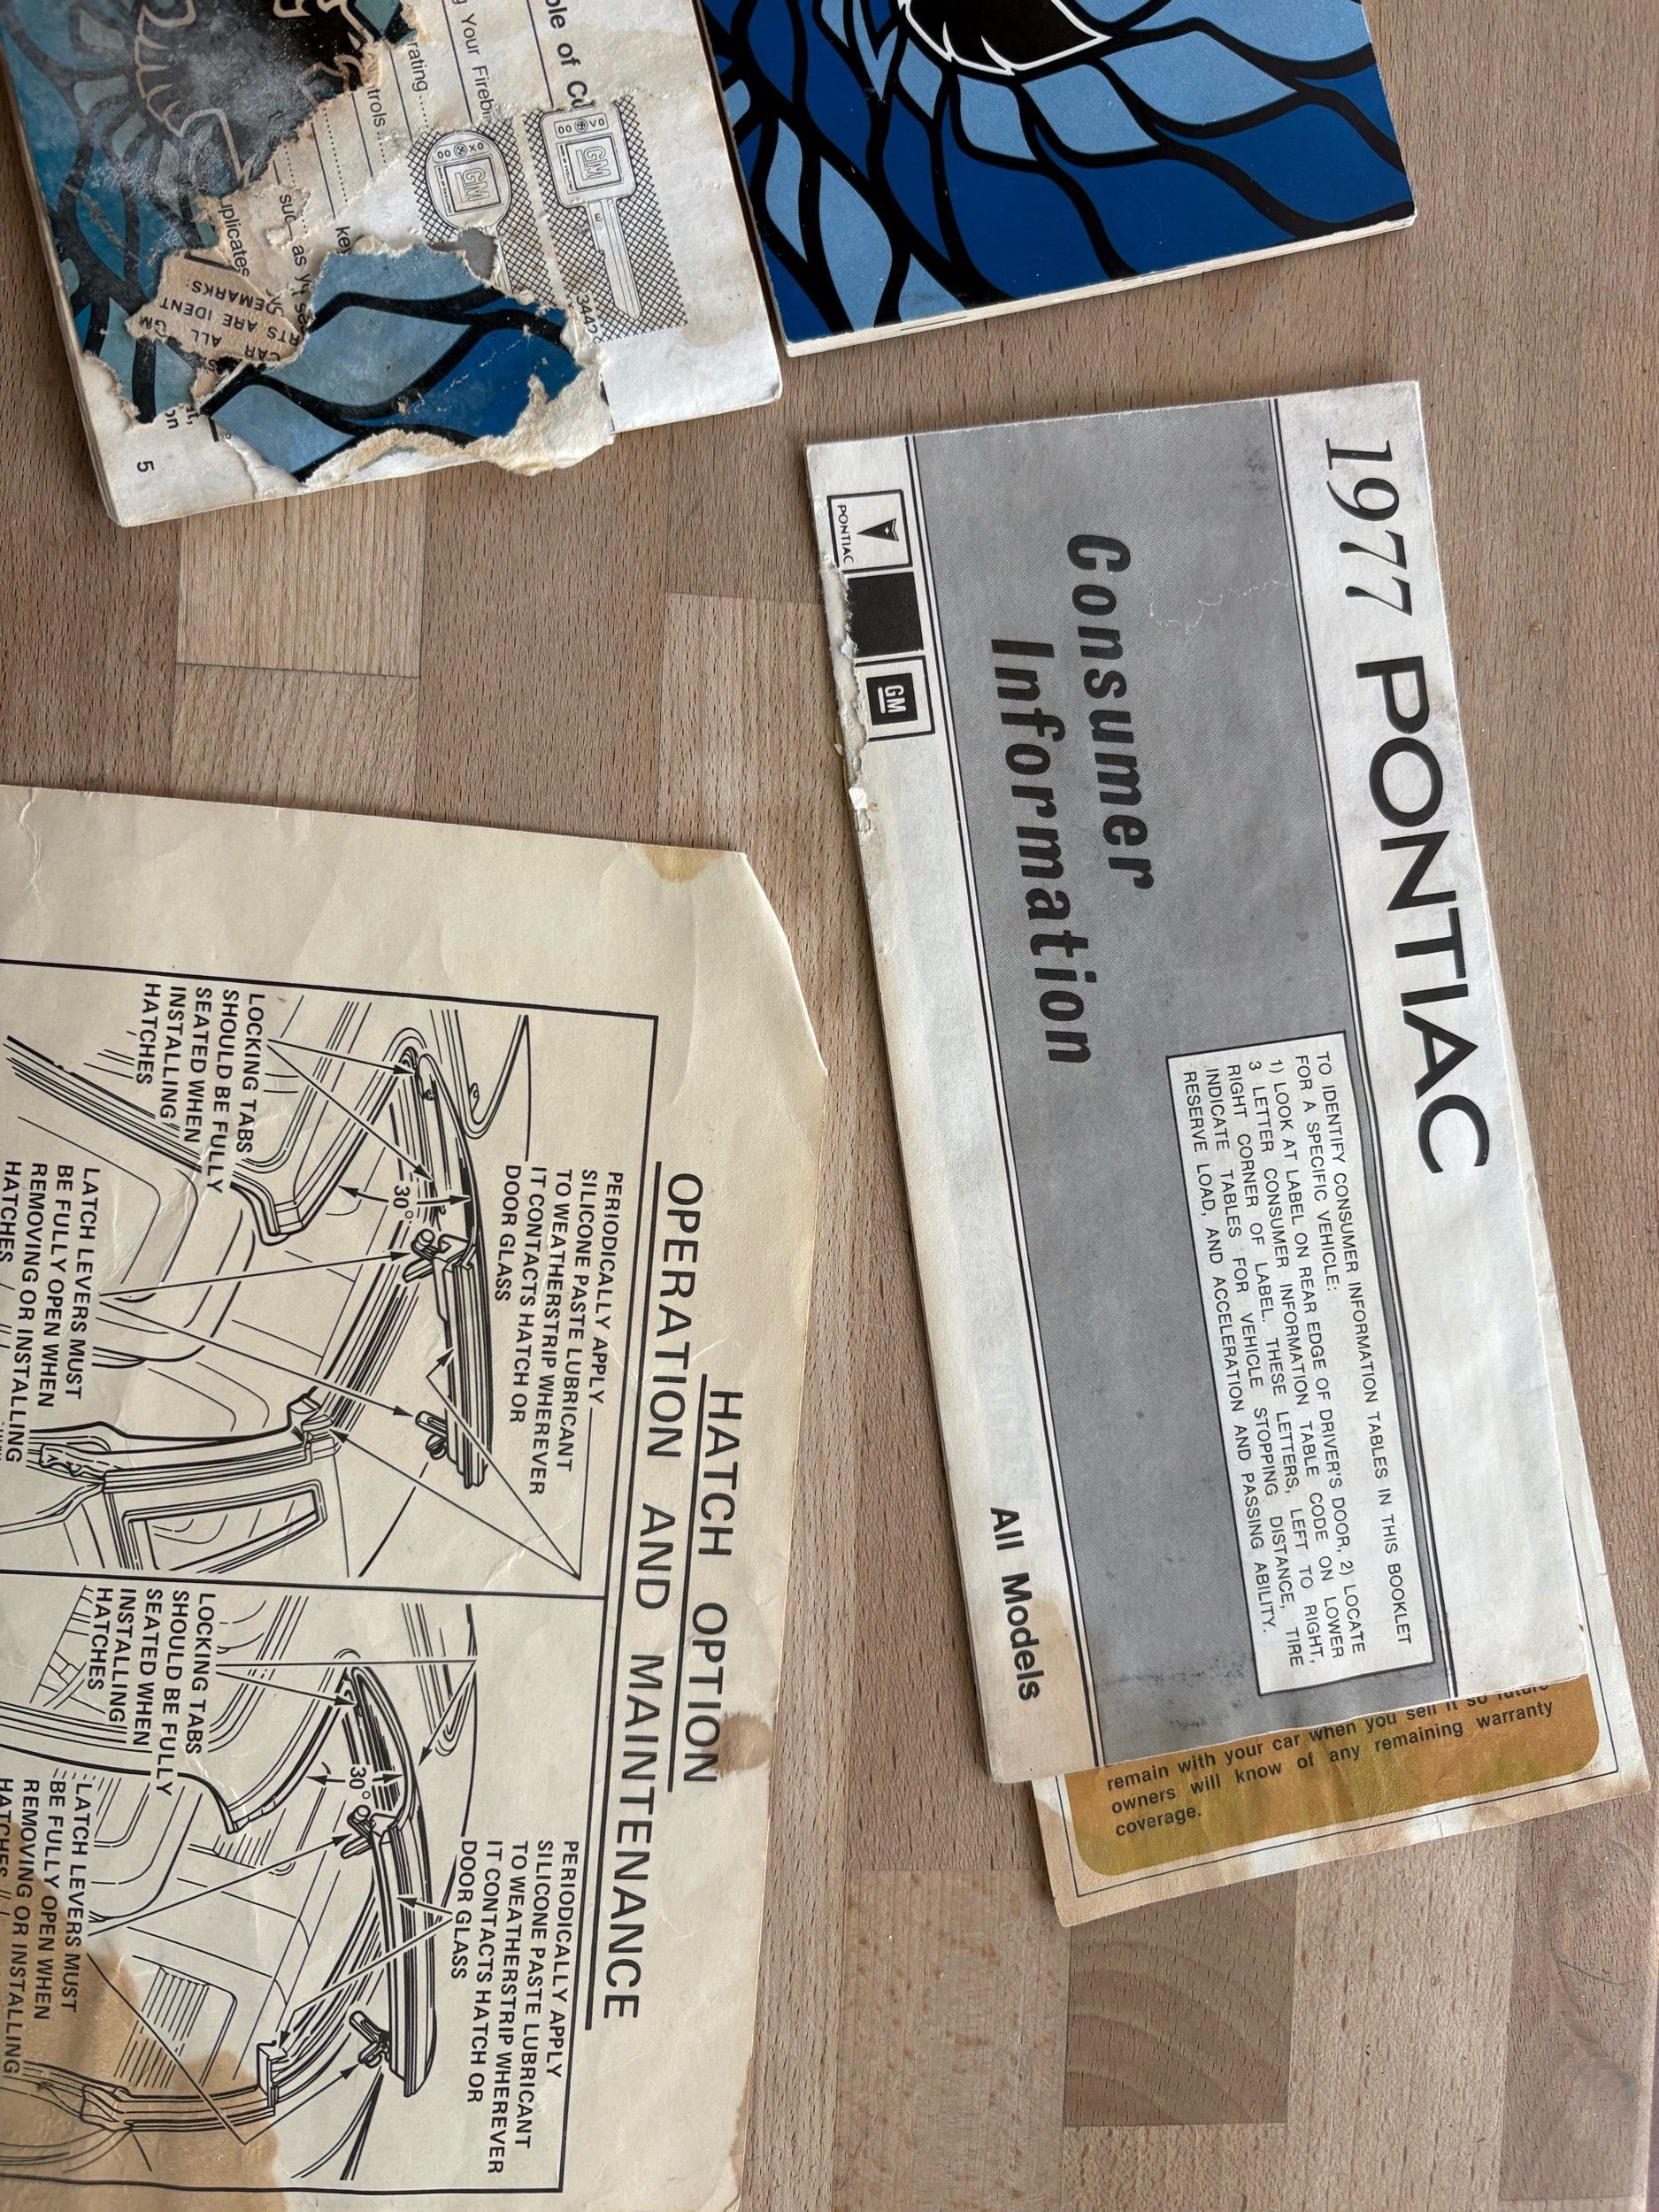 1977 PONTIAC
Consumer
Information
TO IDENTIFY CONSUMER INFORMATION TABLES IN THIS BOOKLET
FOR A SPECIFIC VEHICLE:
1) LOOK AT LABEL ON REAR EDGE OF DRIVER'S DOOR, 2) LOCATE
3 LETTER CONSUMER INFORMATION TABLE CODE ON LOWER
RIGHT CORNER OF LABEL. THESE LETTERS, LEFT TO RIGHT,
INDICATE TABLES FOR VEHICLE STOPPING DISTANCE, TIRE
RESERVE LOAD, AND ACCELERATION AND PASSING ABILITY.
PONTIAC
GM
All Models
remain with your car when you sell it so future
owners will know of any remaining warranty
coverage.
HATCH OPTION
OPERATION AND MAINTENANCE
PERIODICALLY APPLY
SILICONE PASTE LUBRICANT
TO WEATHERSTRIP WHEREVER
IT CONTACTS HATCH OR
DOOR GLASS
30°
LOCKING TABS
SHOULD BE FULLY
SEATED WHEN
INSTALLING
HATCHES
LATCH LEVERS MUST
BE FULLY OPEN WHEN
REMOVING OR INSTALLING
HATCHES
PERIODICALLY APPLY
SILICONE PASTE LUBRICANT
TO WEATHERSTRIP WHEREVER
IT CONTACTS HATCH OR
DOOR GLASS
30°
LOCKING TABS
SHOULD BE FULLY
SEATED WHEN
INSTALLING
HATCHES
LATCH LEVERS MUST
BE FULLY OPEN WHEN
REMOVING OR INSTALLING
HATCHES
of
Your
GM
GM
as
ALL GM
CAR
ARE IDENT
5